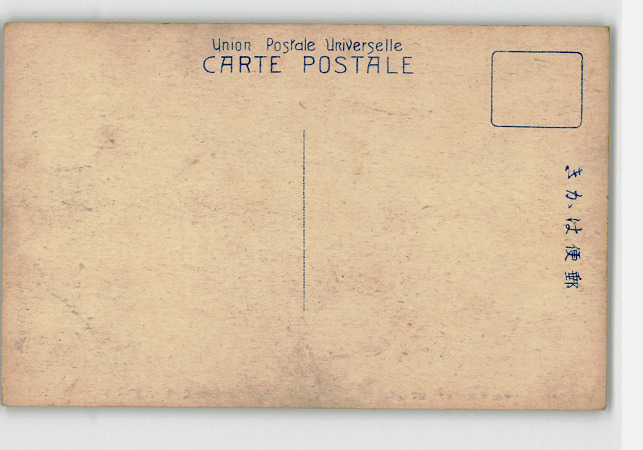 Union Postale Universelle
CARTE POSTALE
郵便はかき